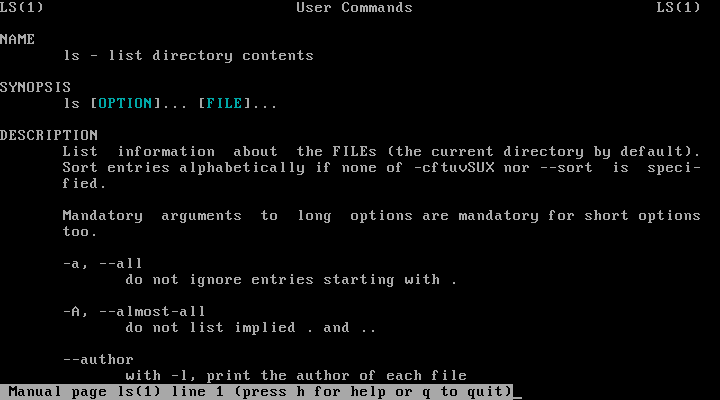 LS(1)                            User Commands                           LS(1)
NAME
ls - list directory contents
SYNOPSIS
ls [OPTION]... [FILE]...
DESCRIPTION
List  information  about  the FILEs (the current directory by default).
Sort entries alphabetically if none of -cftuvSUX nor --sort  is  speci-
fied.
Mandatory  arguments  to  long  options are mandatory for short options
too.
-a, --all
do not ignore entries starting with .
-A, --almost-all
do not list implied . and ..
--author
with -l, print the author of each file
Manual page ls(1) line 1 (press h for help or q to quit)